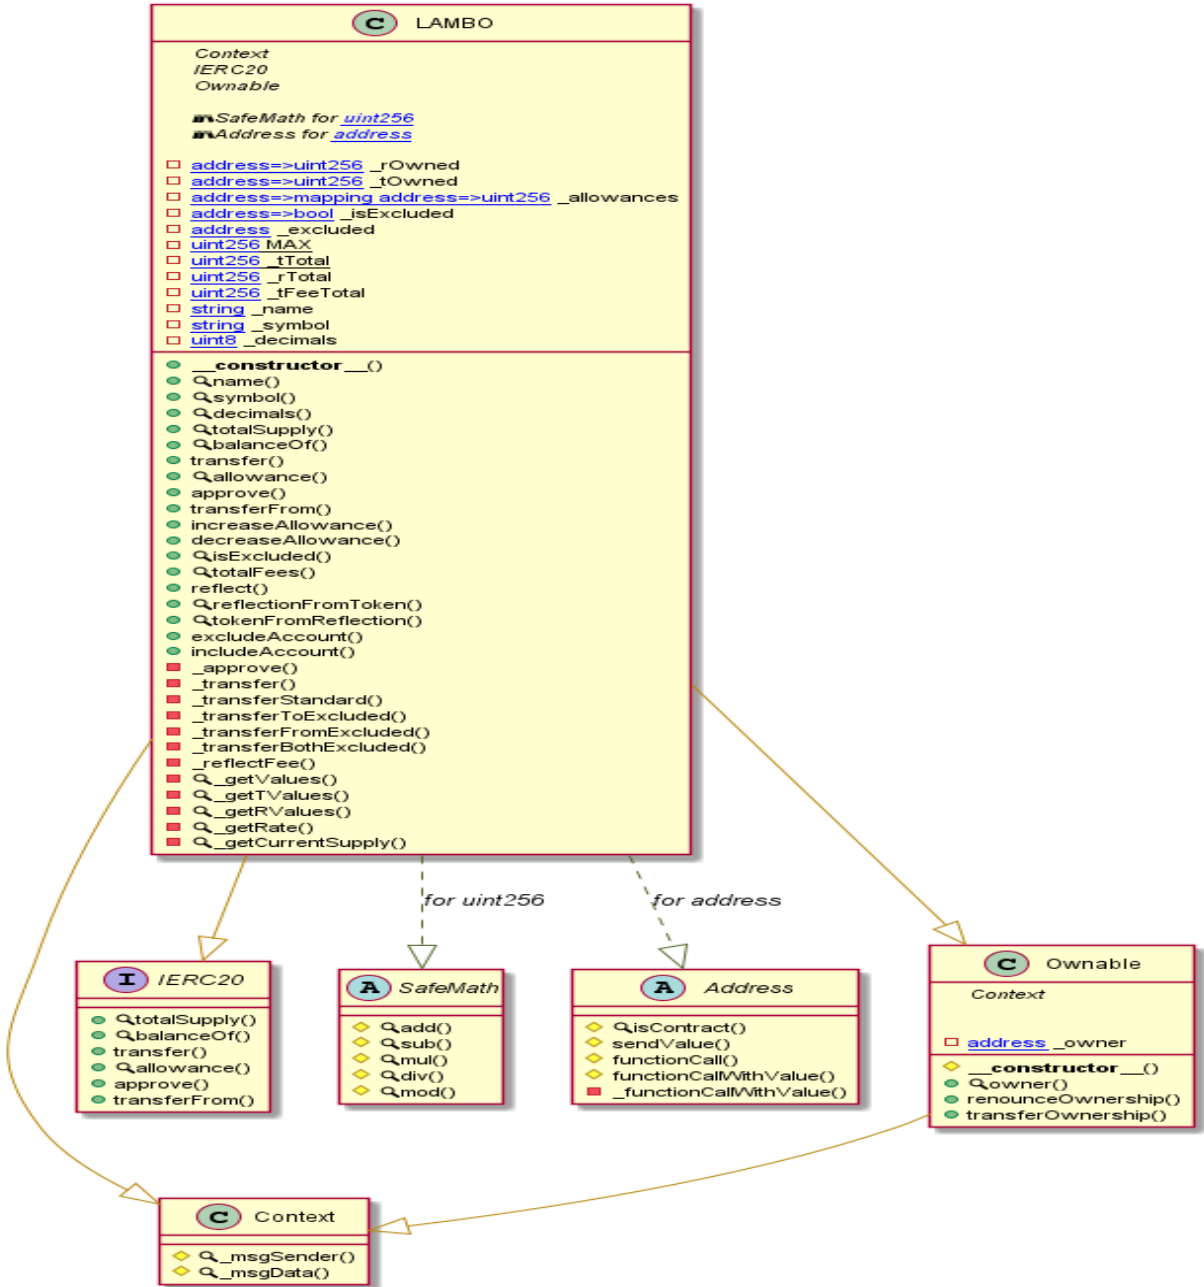 C LAMBO
Context
IERC20
Ownable
SafeMath for uint256
Address for address
address=>uint256 _rOwned
address=>uint256 _tOwned
address=>mapping address=>uint256 _allowances
address=>bool _isExcluded
address _excluded
uint256 MAX
uint256 _tTotal
uint256 _rTotal
uint256 _tFeeTotal
string _name
string _symbol
uint8 _decimals
__constructor__()
name()
symbol()
decimals()
totalSupply()
balanceOf()
transfer()
allowance()
approve()
transferFrom()
increaseAllowance()
decreaseAllowance()
isExcluded()
totalFees()
reflect()
reflectionFromToken()
tokenFromReflection()
excludeAccount()
includeAccount()
_approve()
_transfer()
_transferStandard()
_transferToExcluded()
_transferFromExcluded()
_transferBothExcluded()
_reflectFee()
_getValues()
_getTValues()
_getRValues()
_getRate()
_getCurrentSupply()
for uint256
for address
I IERC20
totalSupply()
balanceOf()
transfer()
allowance()
approve()
transferFrom()
A SafeMath
add()
sub()
mul()
div()
mod()
A Address
isContract()
sendValue()
functionCall()
functionCallWithValue()
_functionCallWithValue()
C Ownable
Context
address _owner
__constructor__()
owner()
renounceOwnership()
transferOwnership()
C Context
_msgSender()
_msgData()